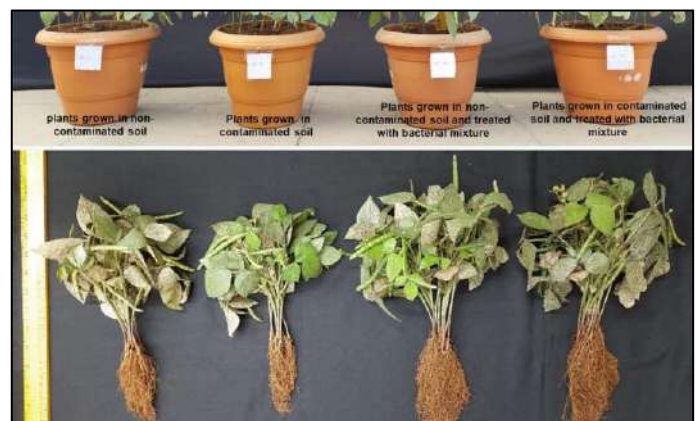 plants grown in non-
contaminated soil
Plants grown in
contaminated soil
Plants grown in non-
contaminated soil and treated
with bacterial mixture
Plants grown in contaminated
soil and treated with bacterial
mixture